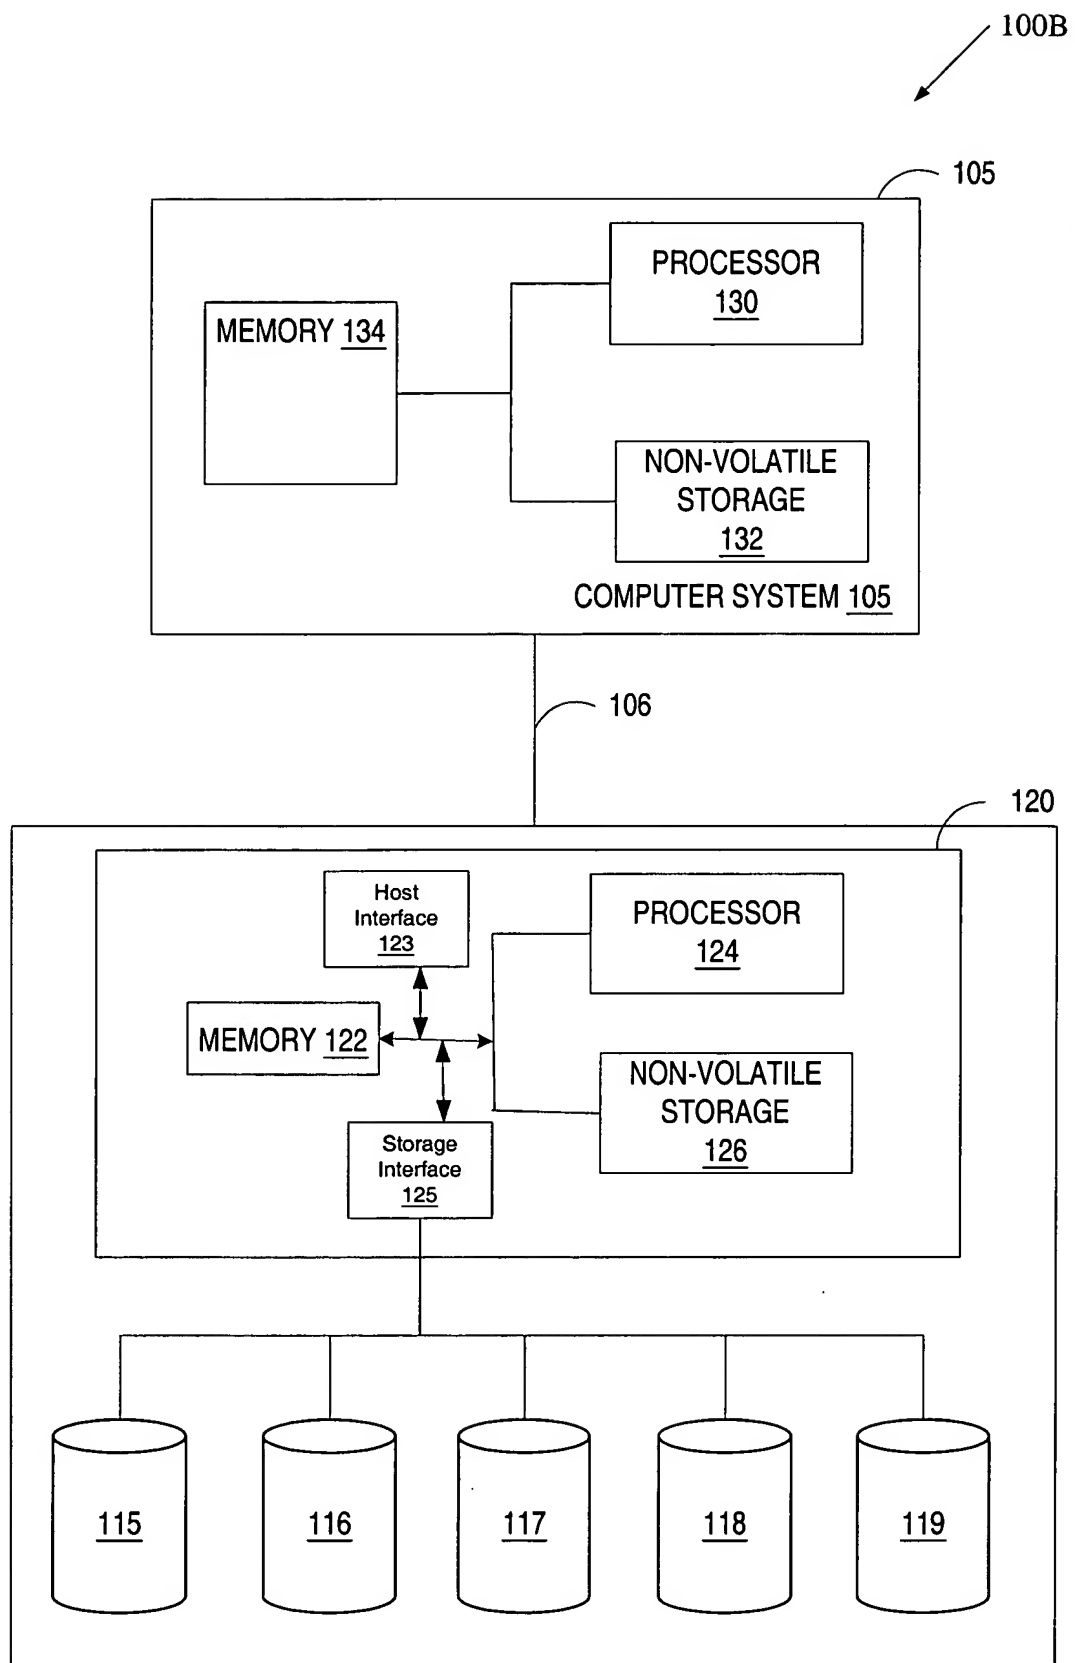 100B
105
PROCESSOR
130
MEMORY 134
NON-VOLATILE
STORAGE
132
COMPUTER SYSTEM 105
106
120
Host
Interface
123
PROCESSOR
124
MEMORY 122
NON-VOLATILE
STORAGE
126
Storage
Interface
125
115
116
117
118
119